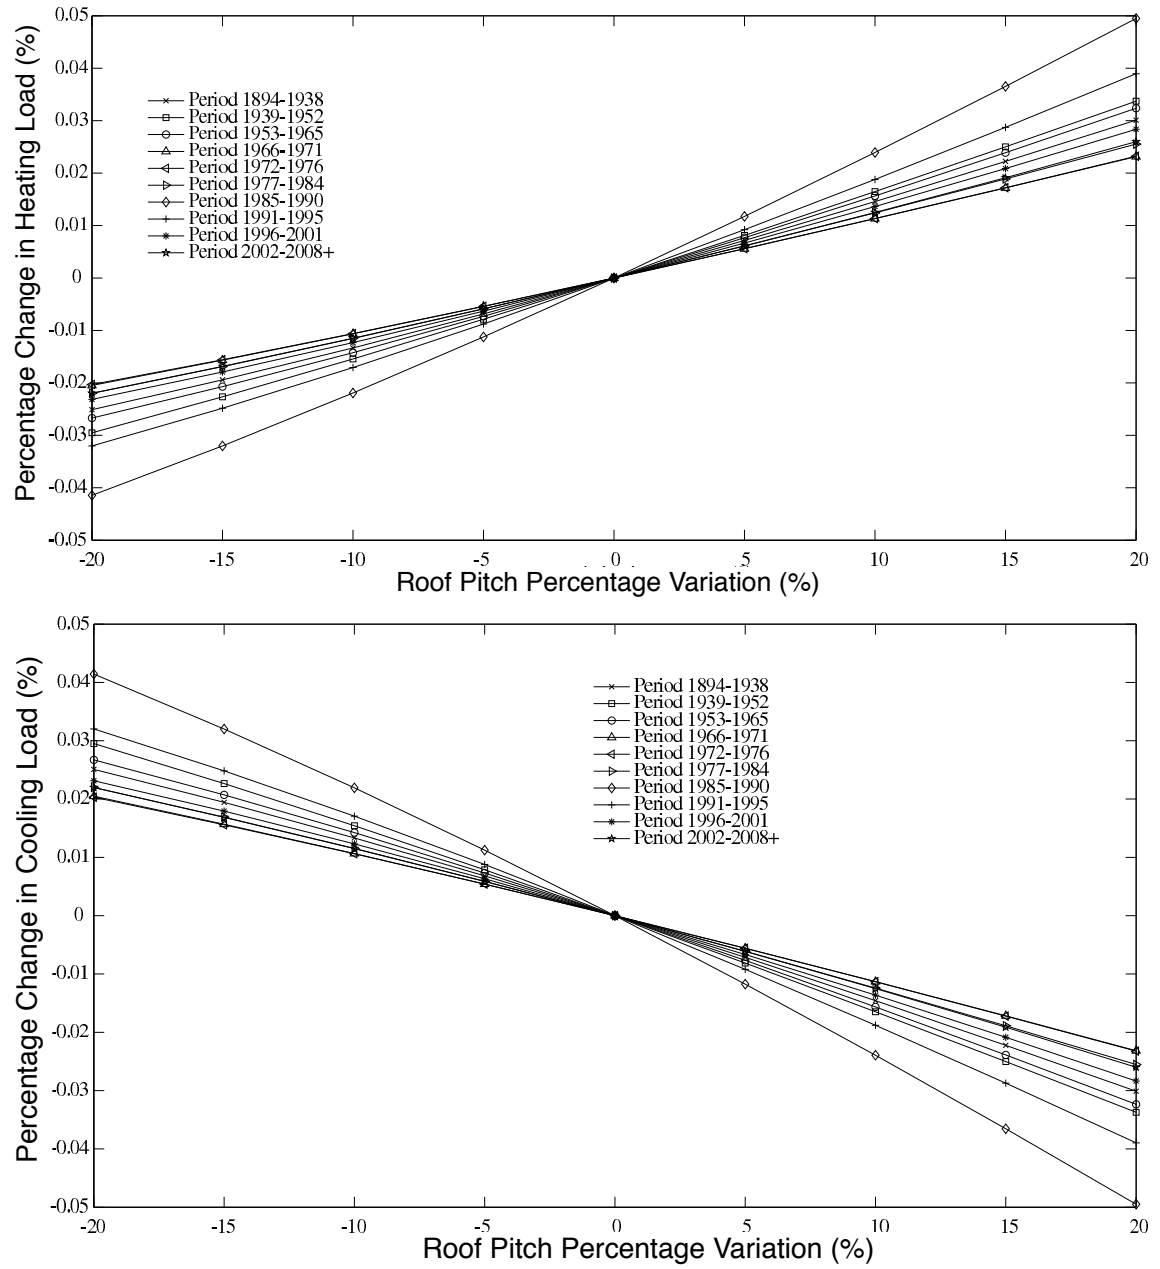 Percentage Change in Heating Load (%)
0.05
0.04
0.03
0.02
0.01
0
-0.01
-0.02
-0.03
-0.04
-0.05
Period 1894-1938
Period 1939-1952
Period 1953-1965
Period 1966-1971
Period 1972-1976
Period 1977-1984
Period 1985-1990
Period 1991-1995
Period 1996-2001
Period 2002-2008+
-20 -15 -10 -5 0 5 10 15 20
Roof Pitch Percentage Variation (%)
Percentage Change in Cooling Load (%)
0.05
0.04
0.03
0.02
0.01
0
-0.01
-0.02
-0.03
-0.04
-0.05
Period 1894-1938
Period 1939-1952
Period 1953-1965
Period 1966-1971
Period 1972-1976
Period 1977-1984
Period 1985-1990
Period 1991-1995
Period 1996-2001
Period 2002-2008+
-20 -15 -10 -5 0 5 10 15 20
Roof Pitch Percentage Variation (%)